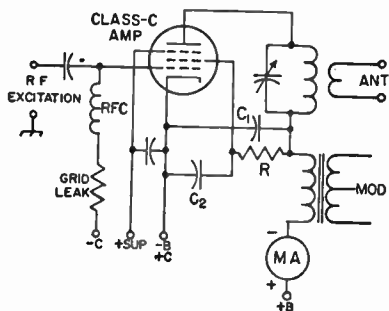 CLASS-C
AMP
RF
EXCITATION
RFC
GRID
LEAK
-C
+SUP
-B
+C
C1
C2
R
ANT
MOD
-
MA
+
+B